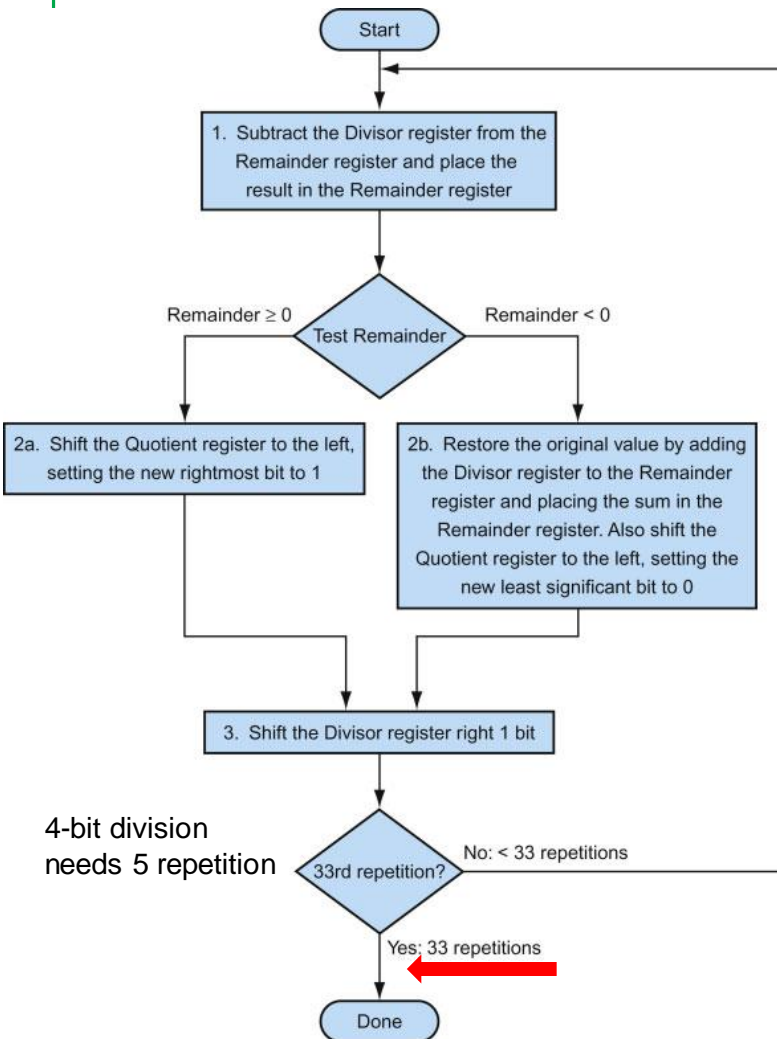 Start
1. Subtract the Divisor register from the
Remainder register and place the
result in the Remainder register
Remainder ≥ 0
Test Remainder
Remainder < 0
2a. Shift the Quotient register to the left,
setting the new rightmost bit to 1
2b. Restore the original value by adding
the Divisor register to the Remainder
register and placing the sum in the
Remainder register. Also shift the
Quotient register to the left, setting the
new least significant bit to 0
3. Shift the Divisor register right 1 bit
4-bit division
needs 5 repetition
33rd repetition?
No: < 33 repetitions
Yes: 33 repetitions
Done